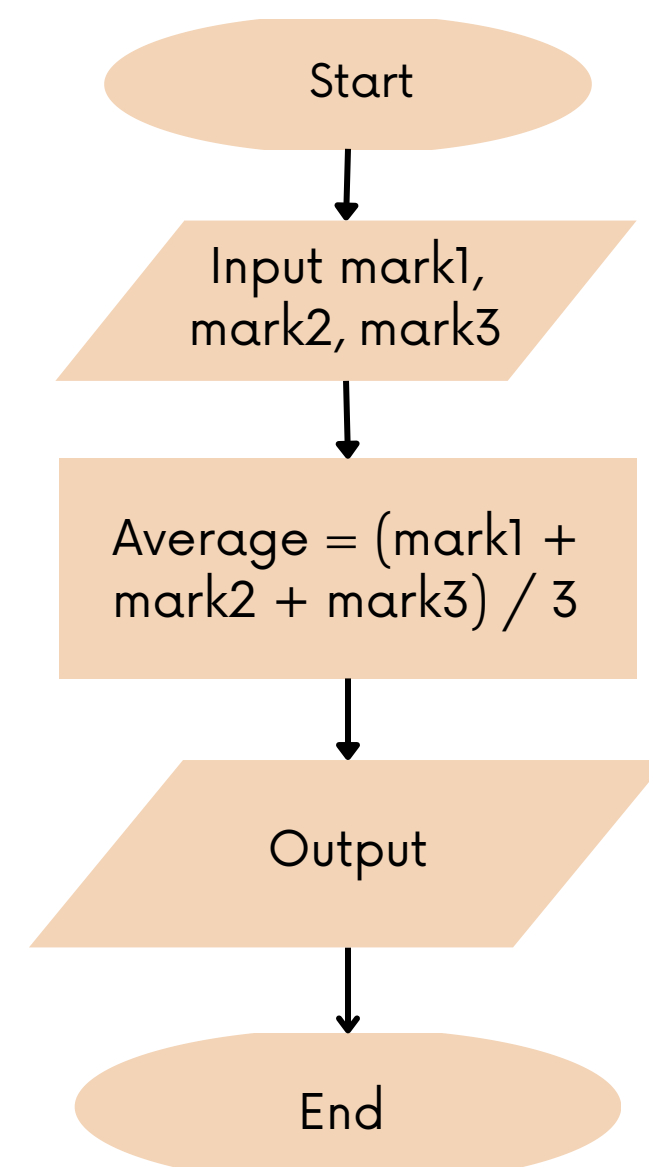 Start
Input mark1,
mark2, mark3
Average = (mark1 +
mark2 + mark3) / 3
Output
End